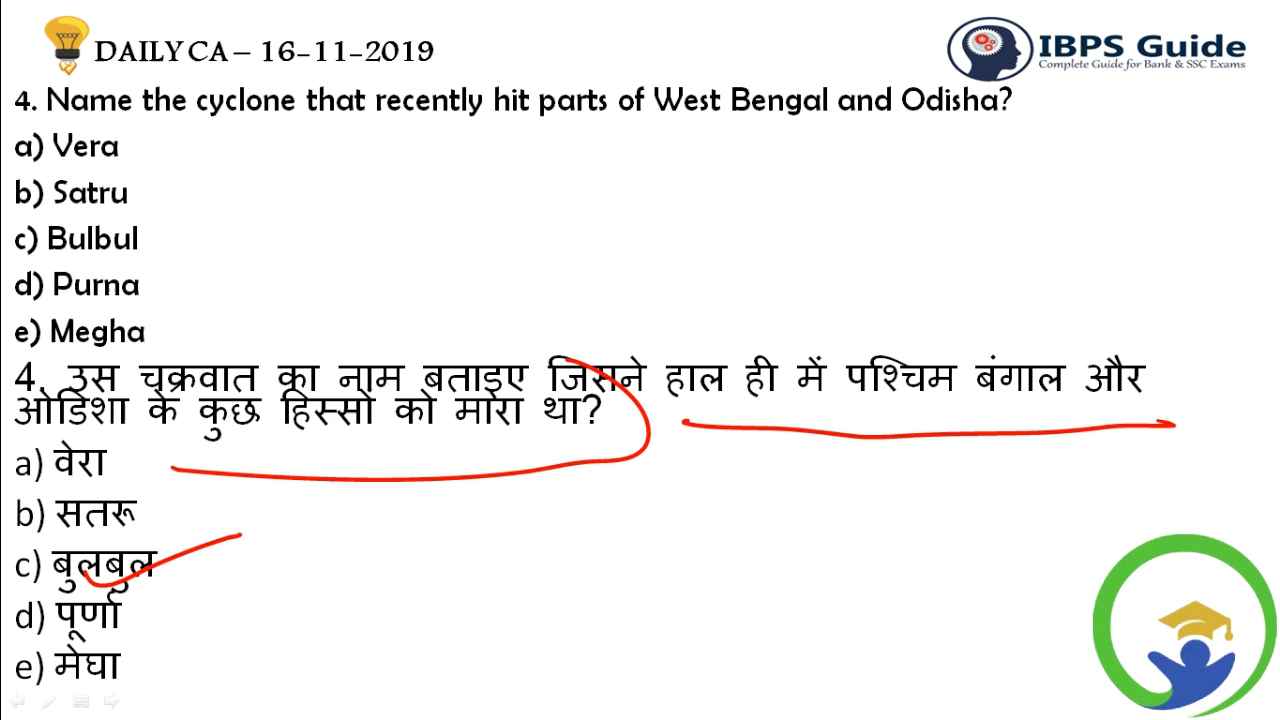 DAILY CA – 16-11-2019
IBPS Guide
Complete Guide for Bank & SSC Exams
4. Name the cyclone that recently hit parts of West Bengal and Odisha?
a) Vera
b) Satru
c) Bulbul
d) Purna
e) Megha
4. उस चक्रवात का नाम बताइए जिसने हाल ही में पश्चिम बंगाल और
ओडिशा के कुछ हिस्सो को मारा था?
a) वेरा
b) सतरू
c) बुलबुल
d) पूर्णा
e) मेघा